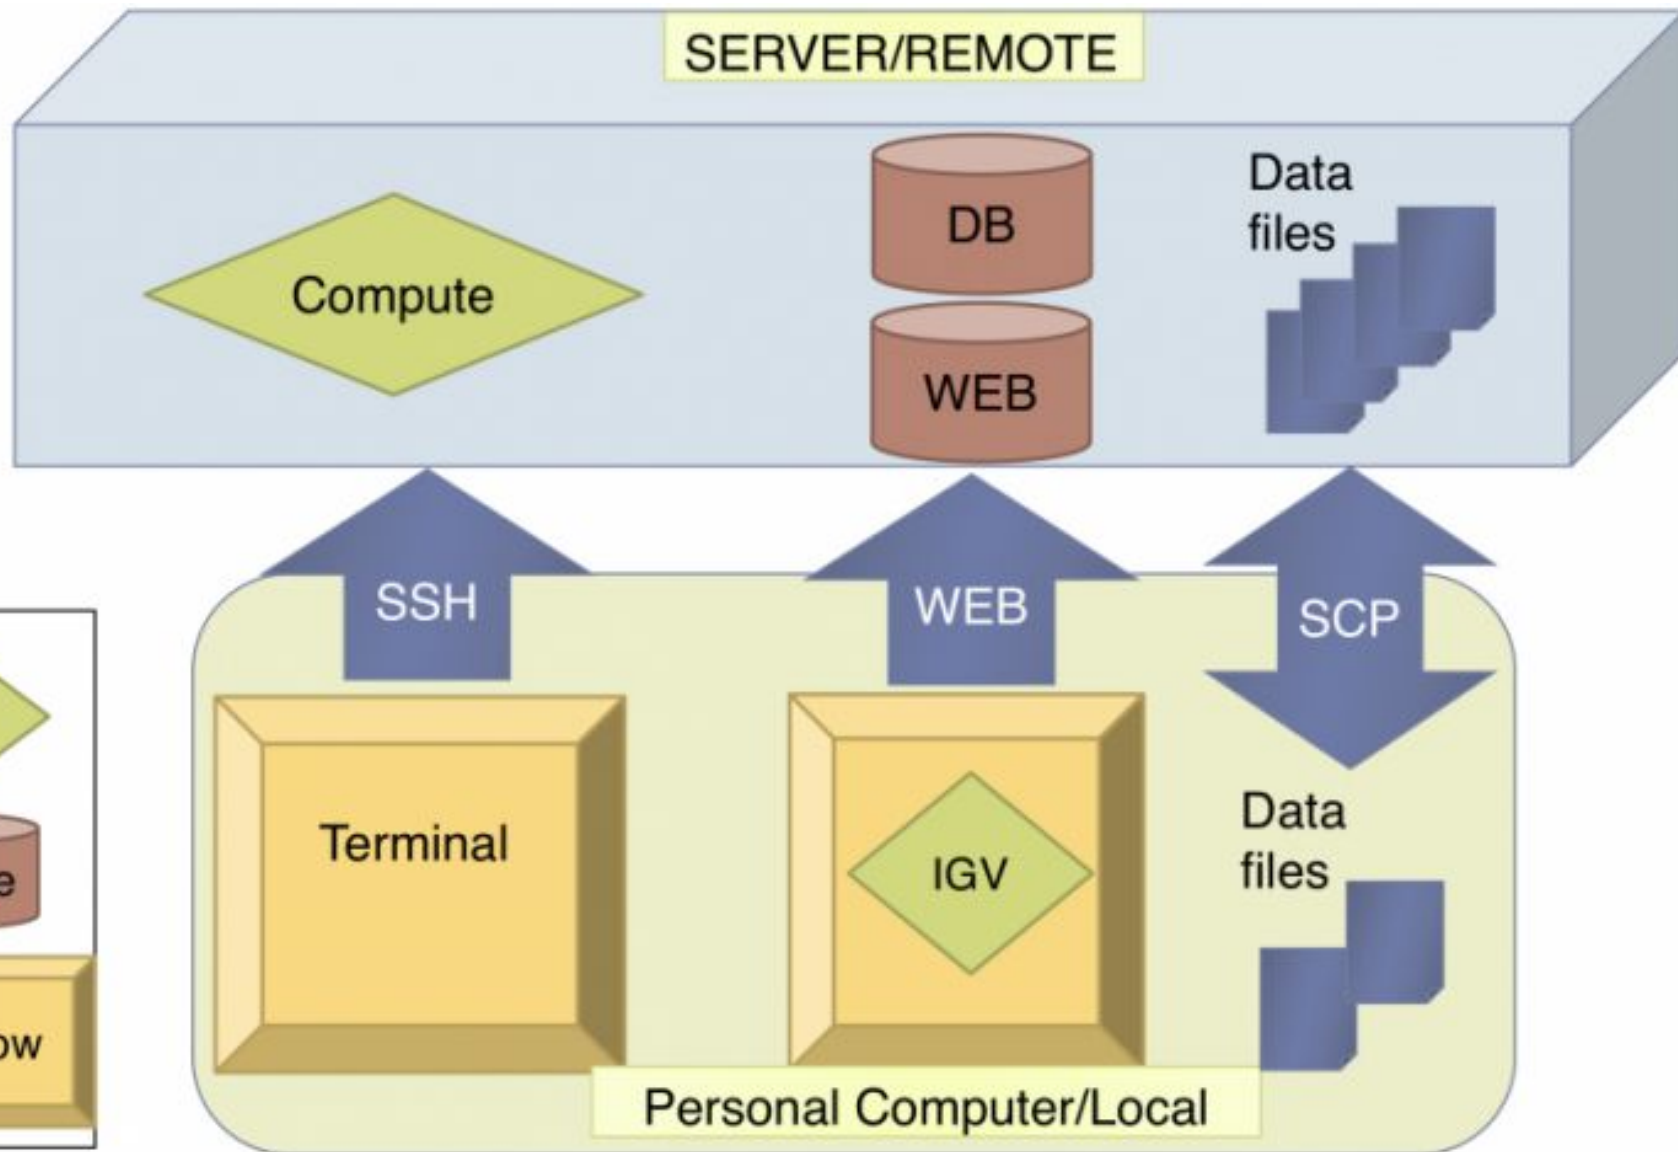 SERVER/REMOTE
Compute
DB
WEB
Data
files
SSH
WEB
SCP
Terminal
IGV
Data
files
Personal Computer/Local